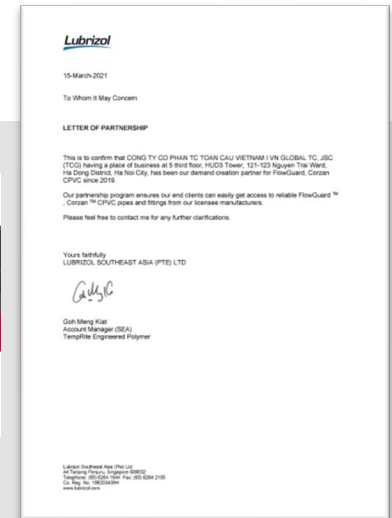 Lubrizol
15-March-2021
To Whom It May Concern
LETTER OF PARTNERSHIP
This is to confirm that CONG TY CO PHAN TC TOAN CAU VIETNAM I VN GLOBAL TC, JSC
(TCG) having a place of business at 5 third floor, HUD3 Tower, 121-123 Nguyen Trai Ward,
Ha Dong District, Ha Noi City, has been our demand creation partner for FlowGuard, Corzan
CPVC since 2019.
Our partnership program ensures our end clients can easily get access to reliable FlowGuard ™
, Corzan ™ CPVC pipes and fittings from our licensee manufacturers.
Please feel free to contact me for any further clarifications.
Yours faithfully
LUBRIZOL SOUTHEAST ASIA (PTE) LTD
Goh Meng Kiat
Account Manager (SEA)
TempRite Engineered Polymer
Lubrizol Southeast Asia (Pte) Ltd
44 Tanjong Penjuru, Singapore 609032
www.lubrizol.com